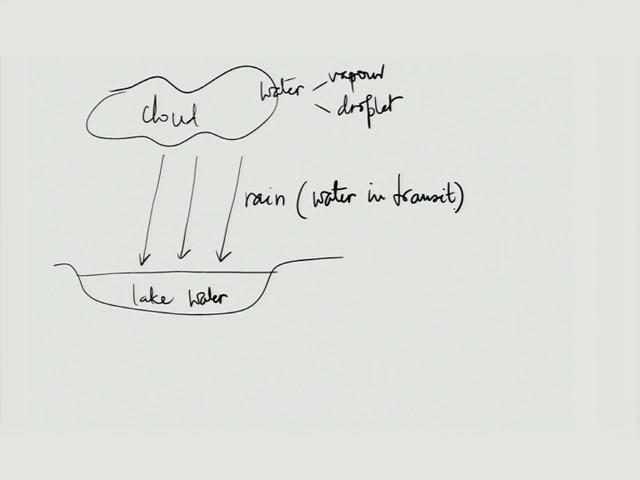 vapour
water
droplet
cloud
rain (water in transit)
lake water